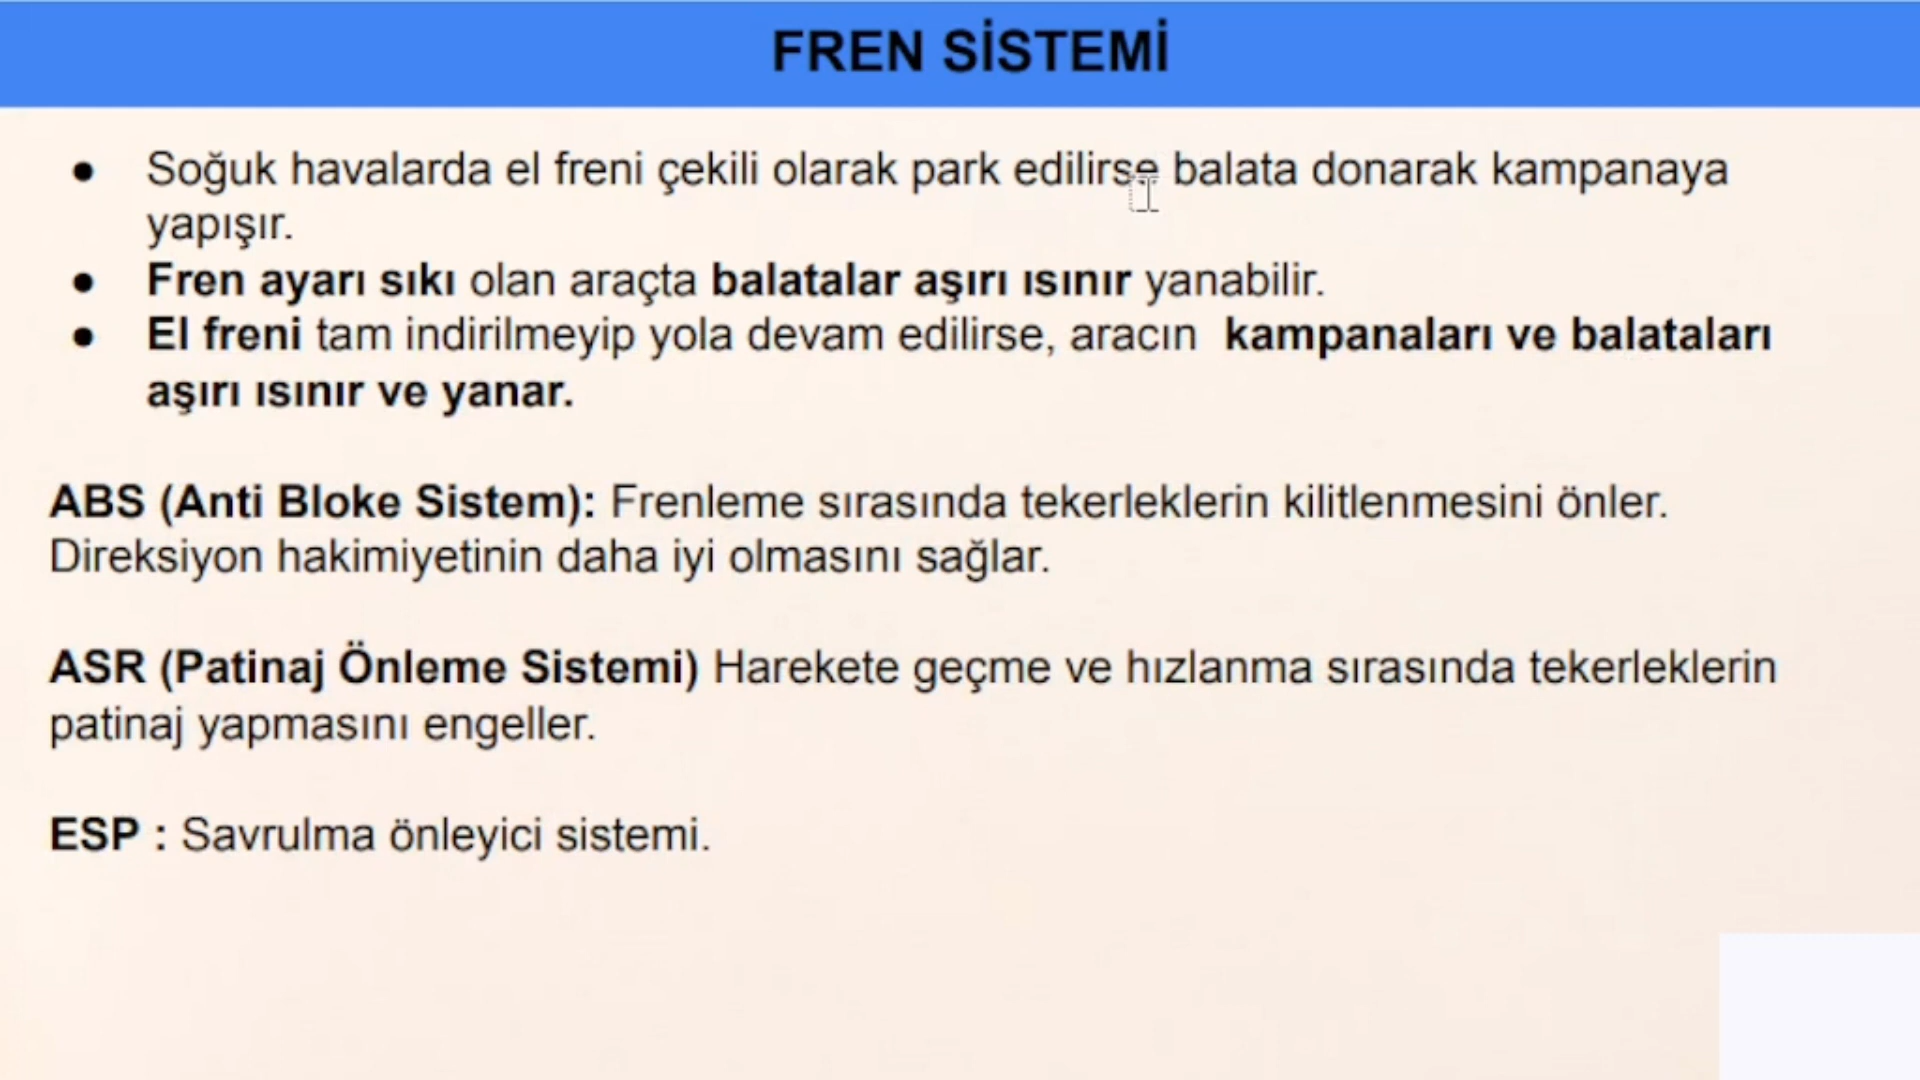 FREN SİSTEMİ
● Soğuk havalarda el freni çekili olarak park edilirse balata donarak kampanaya
yapışır.
● Fren ayarı sıkı olan araçta balatalar aşırı ısınır yanabilir.
● El freni tam indirilmeyip yola devam edilirse, aracın kampanaları ve balataları
aşırı ısınır ve yanar.
ABS (Anti Bloke Sistem): Frenleme sırasında tekerleklerin kilitlenmesini önler.
Direksiyon hakimiyetinin daha iyi olmasını sağlar.
ASR (Patinaj Önleme Sistemi) Harekete geçme ve hızlanma sırasında tekerleklerin
patinaj yapmasını engeller.
ESP : Savrulma önleyici sistemi.